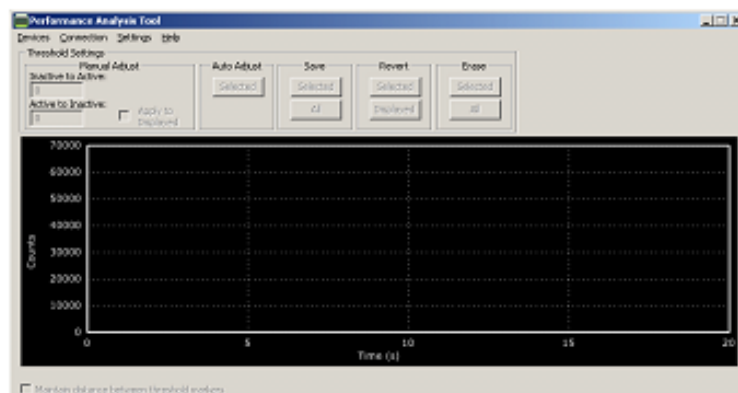 Performance Analysis Tool
Devices Connection Settings Help
Threshold Settings
Manual Adjust
Inactive to Active:
0
Active to Inactive:
0
Apply to
Displayed
Auto Adjust
Selected
Save
Selected
All
Revert
Selected
Displayed
Erase
Selected
All
70000
60000
50000
40000
30000
20000
10000
0
Counts
0 5 10 15 20
Time (s)
Maintain distance between threshold markers